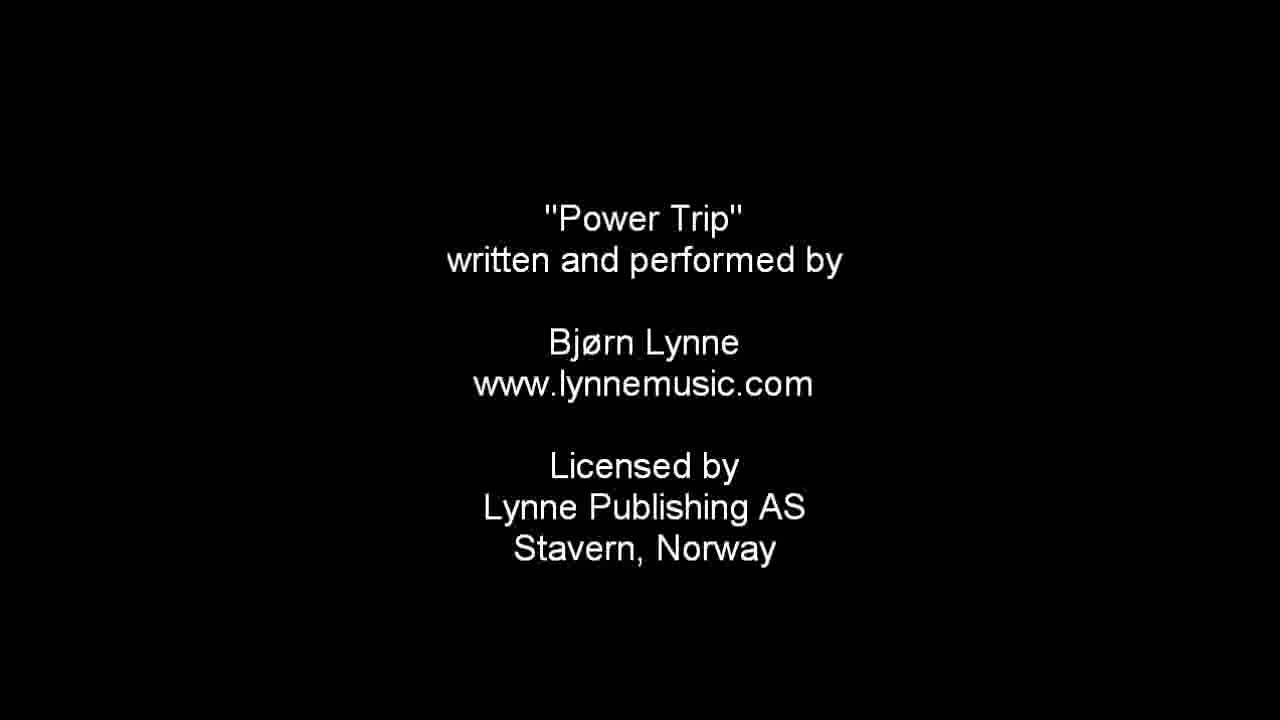 "Power Trip"
written and performed by
Bjørn Lynne
www.lynnemusic.com
Licensed by
Lynne Publishing AS
Stavern, Norway